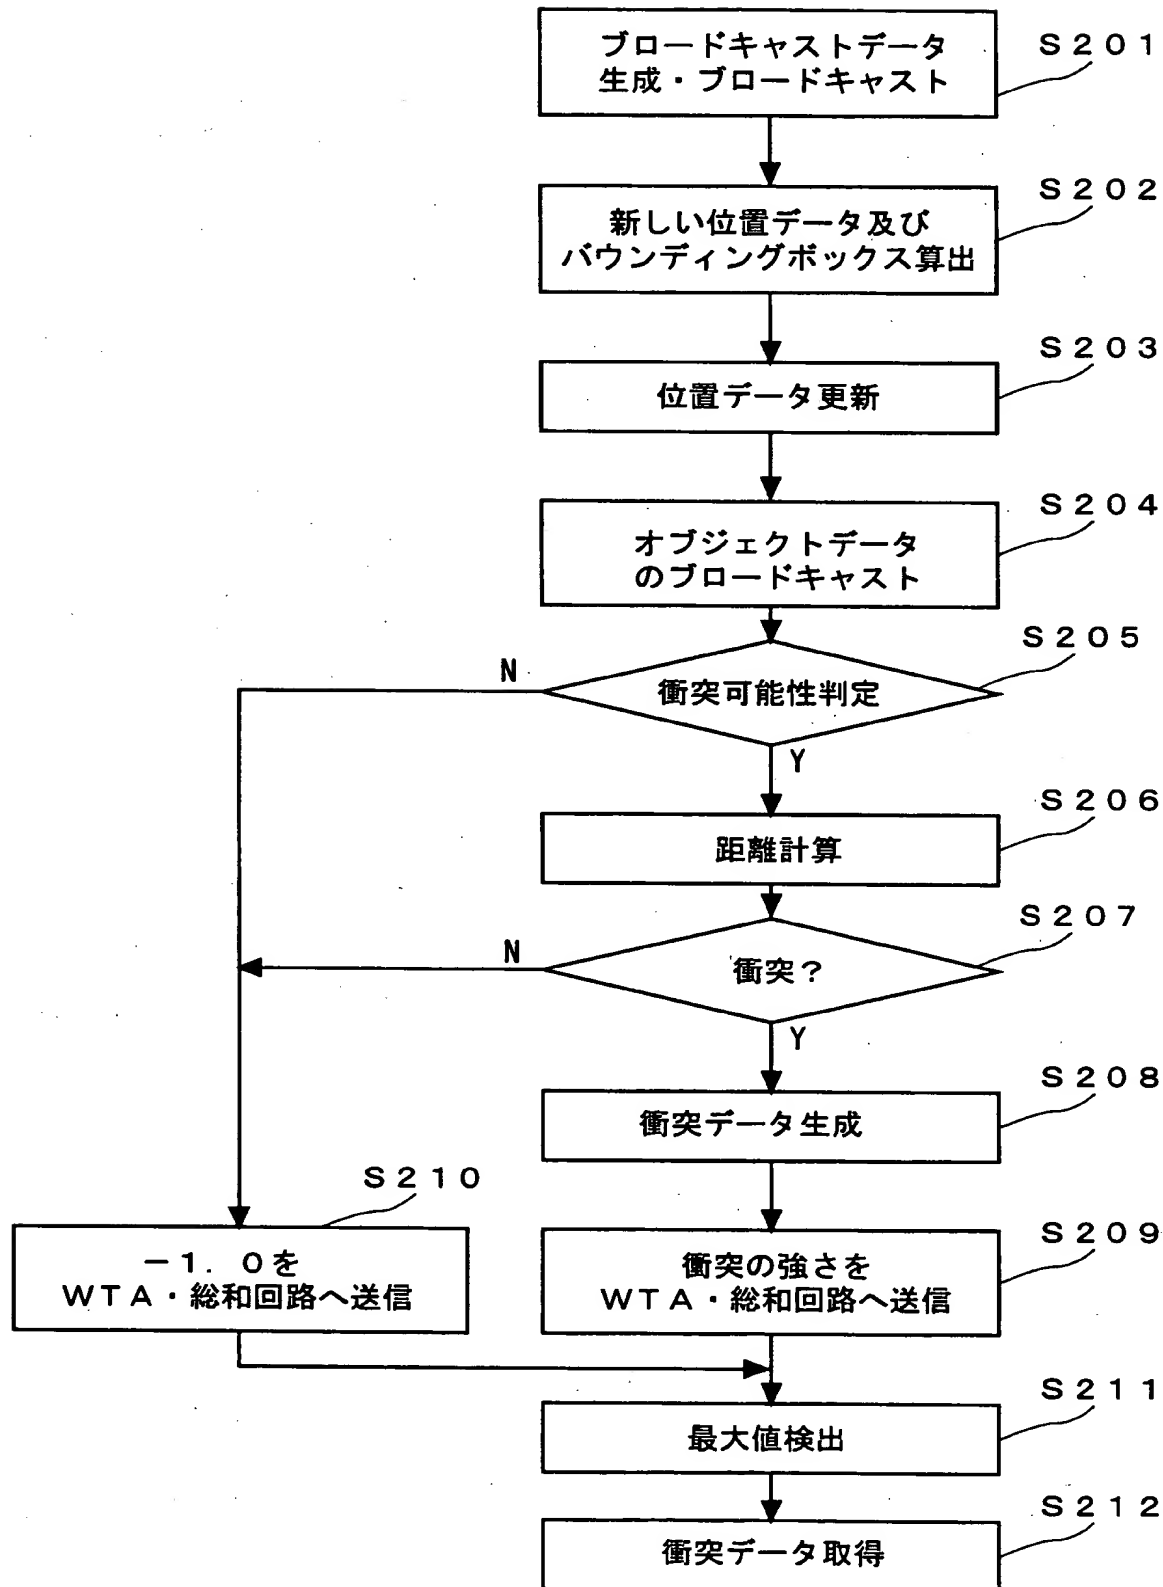 ブロードキャストデータ
生成・ブロードキャスト
S201
新しい位置データ及び
バウンディングボックス算出
S202
位置データ更新
S203
オブジェクトデータ
のブロードキャスト
S204
衝突可能性判定
S205
N
Y
距離計算
S206
衝突?
S207
N
Y
衝突データ生成
S208
S210
-1.0を
WTA・総和回路へ送信
衝突の強さを
WTA・総和回路へ送信
S209
最大値検出
S211
衝突データ取得
S212